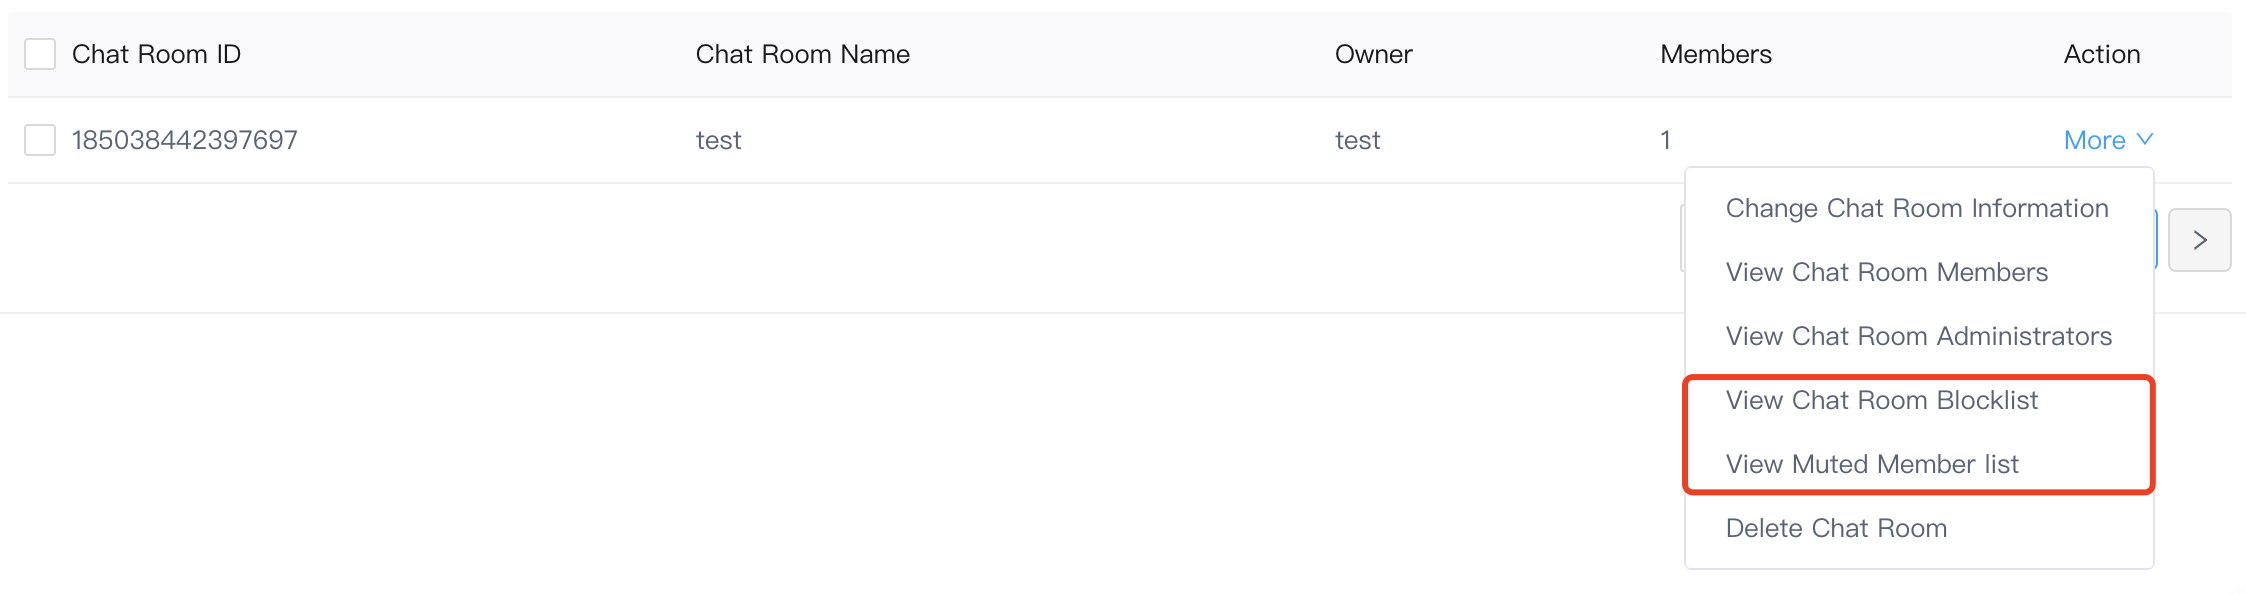 Chat Room ID Chat Room Name Owner Members Action
185038442397697 test test 1 More
Change Chat Room Information
View Chat Room Members
View Chat Room Administrators
View Chat Room Blocklist
View Muted Member list
Delete Chat Room